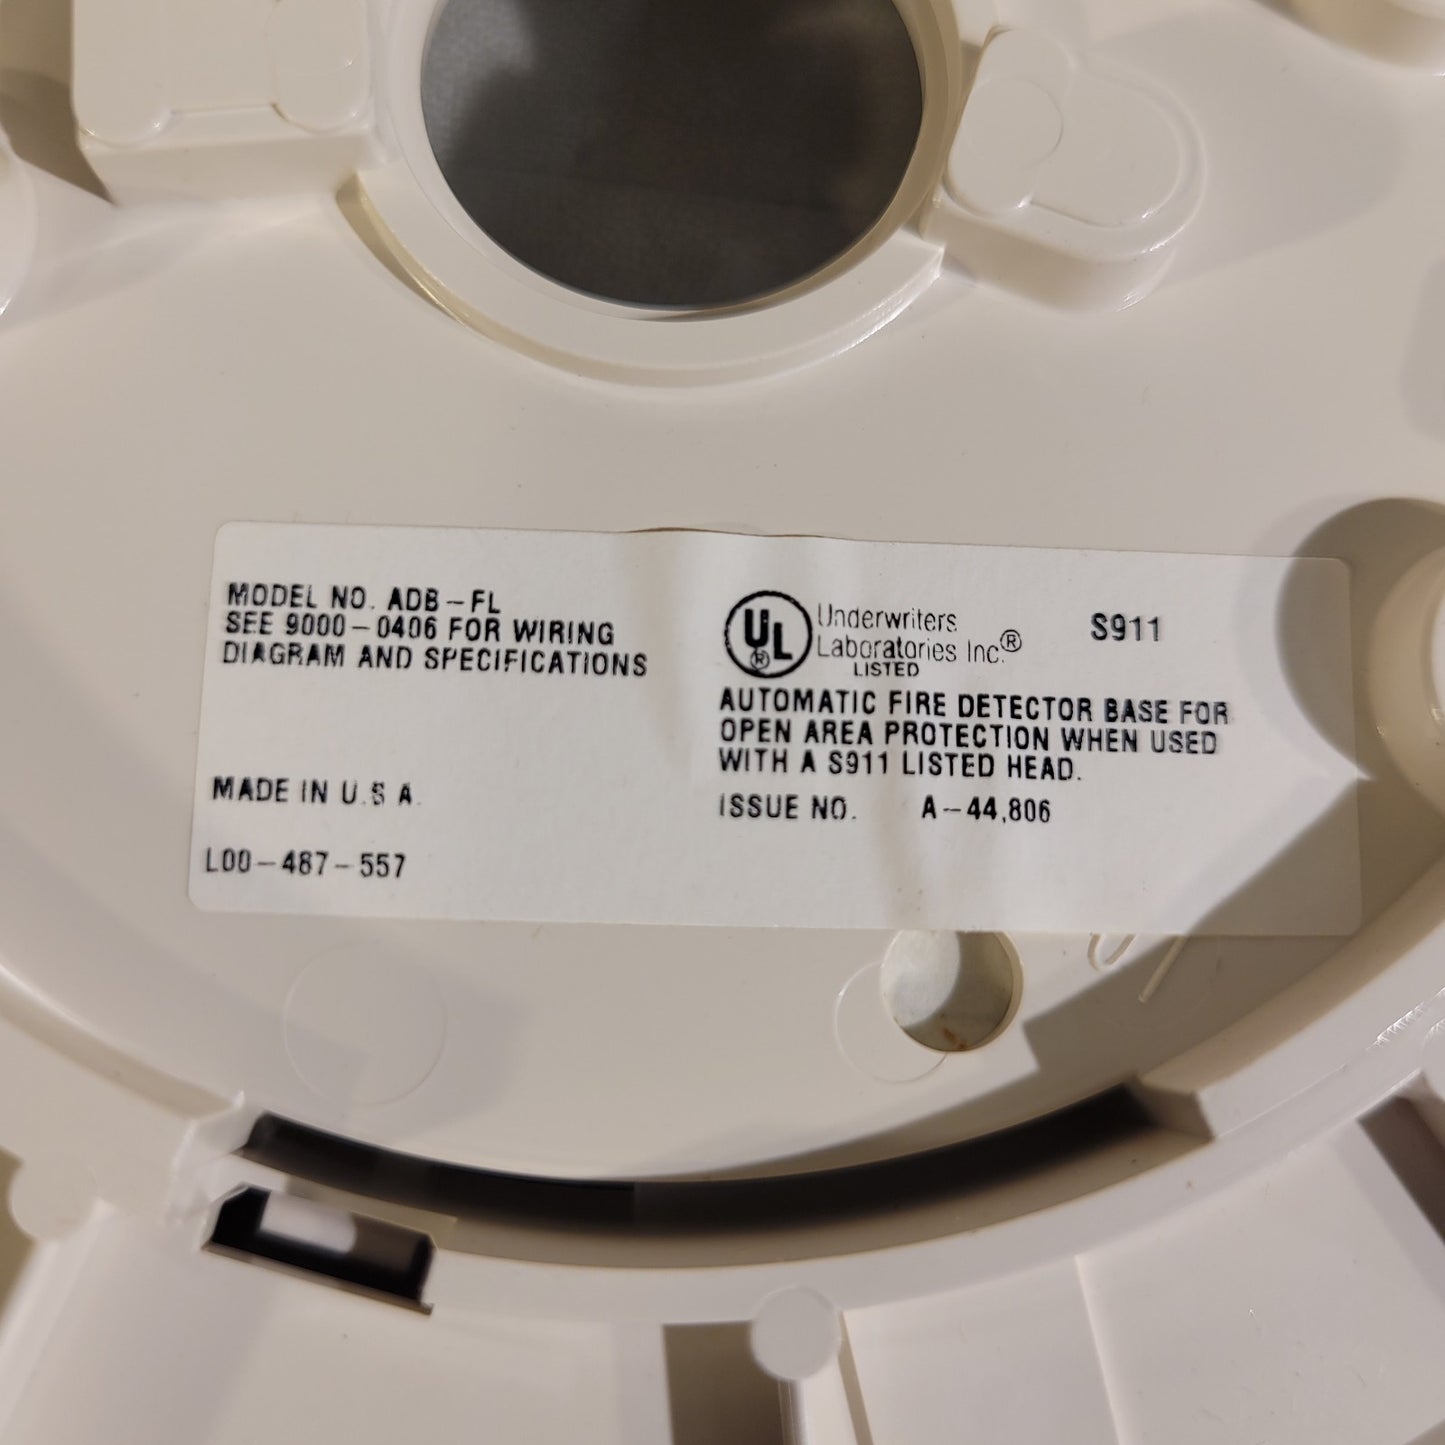 MODEL NO. ADB-FL
SEE 9000-0406 FOR WIRING
DIAGRAM AND SPECIFICATIONS
MADE IN U.S A.
L00-487-557
UL ®
Underwriters
Laboratories Inc.®
LISTED
S911
AUTOMATIC FIRE DETECTOR BASE FOR
OPEN AREA PROTECTION WHEN USED
WITH A S911 LISTED HEAD.
ISSUE NO. A-44,806